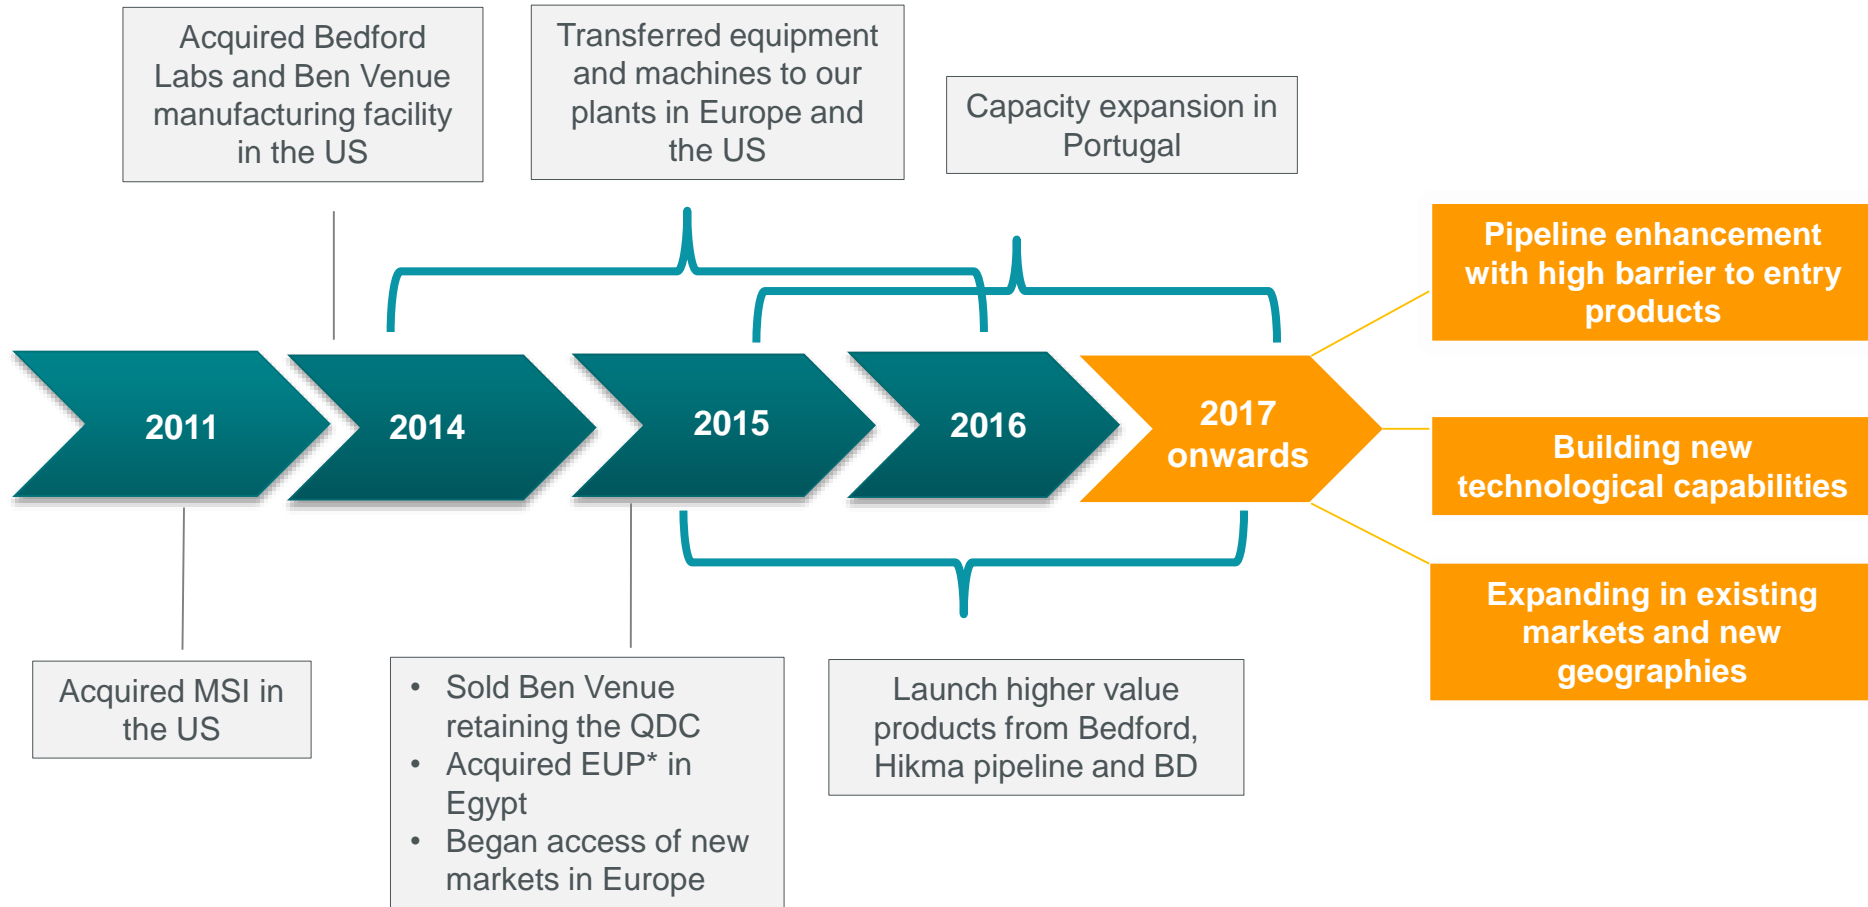 Acquired Bedford
Labs and Ben Venue
manufacturing facility
in the US
Transferred equipment
and machines to our
plants in Europe and
the US
Capacity expansion in
Portugal
Pipeline enhancement
with high barrier to entry
products
2011
2014
2015
2016
2017
onwards
Building new
technological capabilities
Expanding in existing
markets and new
geographies
Acquired MSI in
the US
• Sold Ben Venue
retaining the QDC
• Acquired EUP* in
Egypt
• Began access of new
markets in Europe
Launch higher value
products from Bedford,
Hikma pipeline and BD